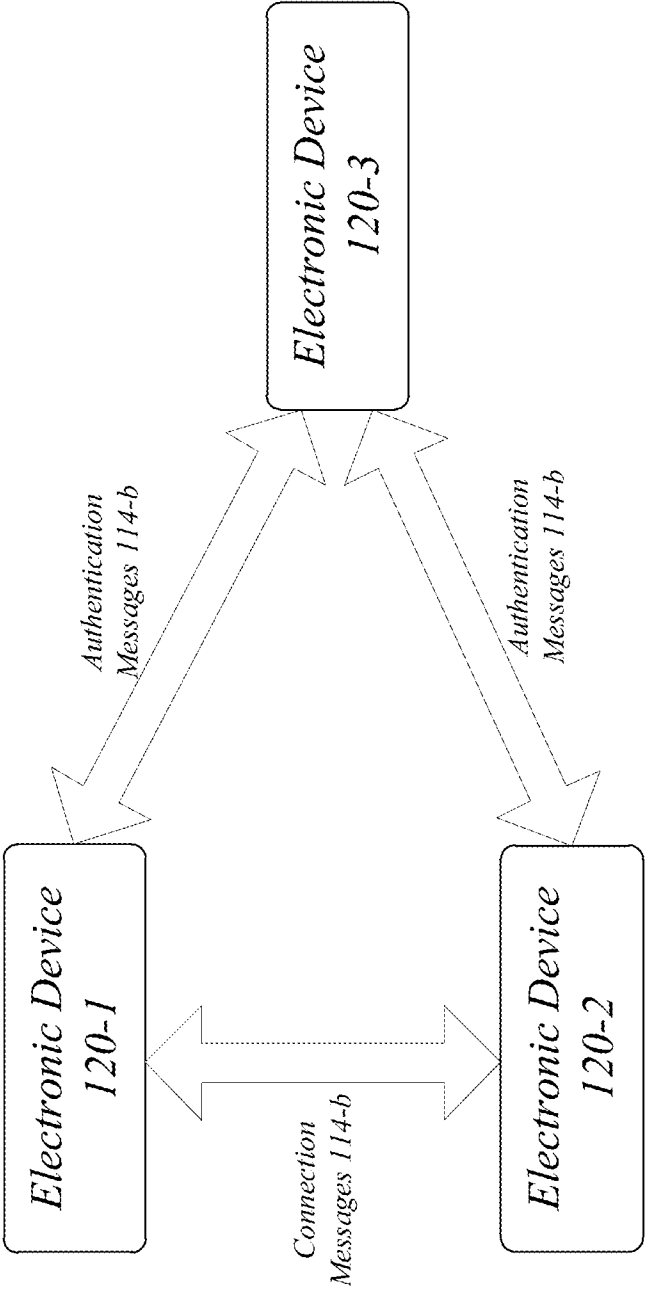 Electronic Device
120-1
Authentication
Messages 114-b
Connection
Messages 114-b
Electronic Device
120-3
Electronic Device
120-2
Authentication
Messages 114-b